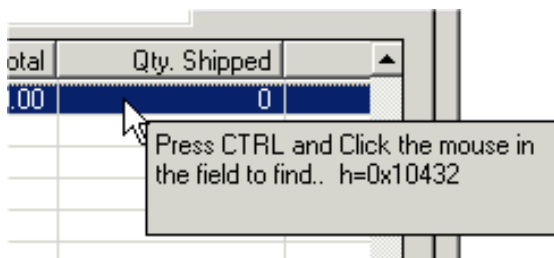 otal Qty. Shipped
.00 0
Press CTRL and Click the mouse in
the field to find.. h=0x10432